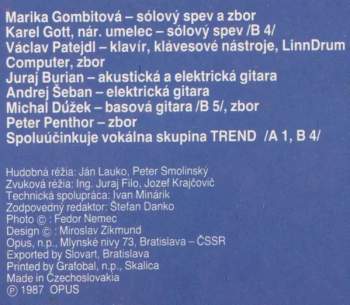 Marika Gombitová – sólový spev a zbor
Karel Gott, nár. umelec – sólový spev /B 4/
Václav Patejdl – klavír, klávesové nástroje, LinnDrum
Computer, zbor
Juraj Burian – akustická a elektrická gitara
Andrej Šeban – elektrická gitara
Michal Dúžek – basová gitara /B 5/, zbor
Peter Penthor – zbor
Spoluúčinkuje vokálna skupina TREND /A 1, B 4/
Hudobná réžia: Ján Lauko, Peter Smolinský
Zvuková réžia: Ing. Juraj Filo, Jozef Krajčovič
Technická spolupráca: Ivan Minárik
Zodpovedný redaktor: Štefan Danko
Photo © : Fedor Nemec
Design © : Miroslav Zikmund
Opus, n.p., Mlynské nivy 73, Bratislava – ČSSR
Exported by Slovart, Bratislava
Printed by Grafobal, n.p., Skalica
Made in Czechoslovakia
℗ 1987 OPUS